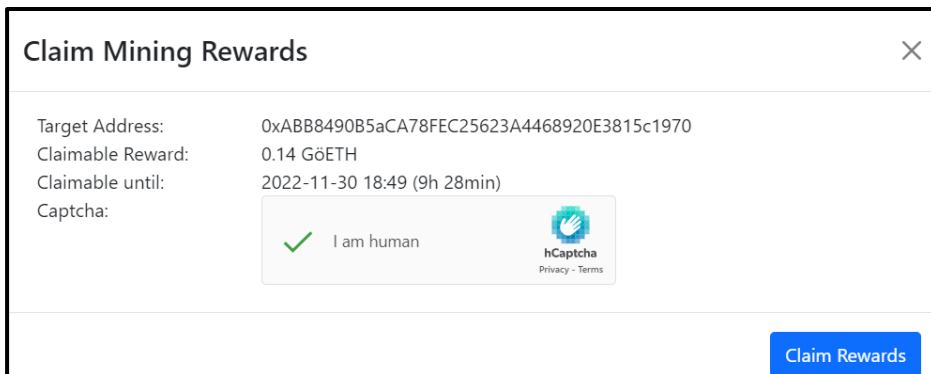 Claim Mining Rewards
Target Address: 0xABB8490B5aCA78FEC25623A4468920E3815c1970
Claimable Reward: 0.14 GöETH
Claimable until: 2022-11-30 18:49 (9h 28min)
Captcha:
I am human
hCaptcha
Privacy - Terms
Claim Rewards